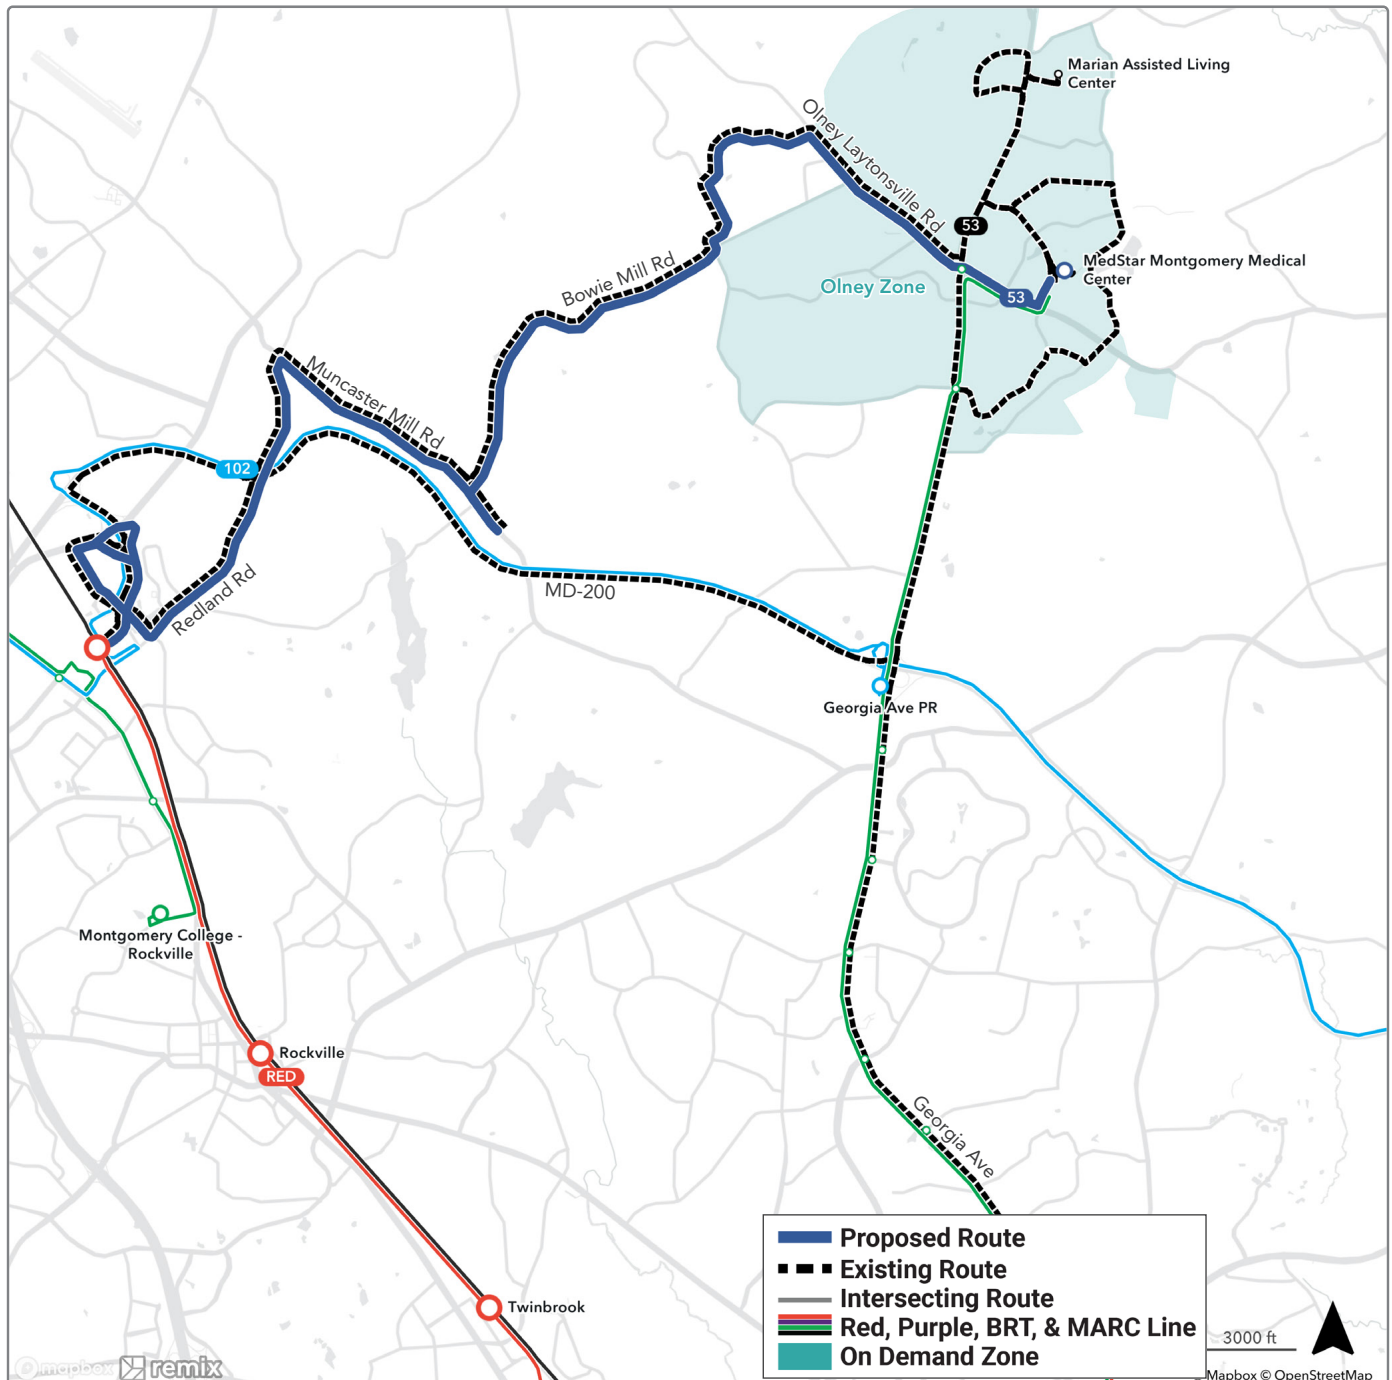 Marian Assisted Living
Center
Olney Laytonsville Rd
53
MedStar Montgomery Medical
Center
Bowie Mill Rd
Olney Zone
53
Muncaster Mill Rd
102
Redland Rd
MD-200
Georgia Ave PR
Montgomery College -
Rockville
Rockville
RED
Georgia Ave
Twinbrook
Proposed Route
Existing Route
Intersecting Route
Red, Purple, BRT, & MARC Line
On Demand Zone
3000 ft
mapbox remix
Mapbox © OpenStreetMap